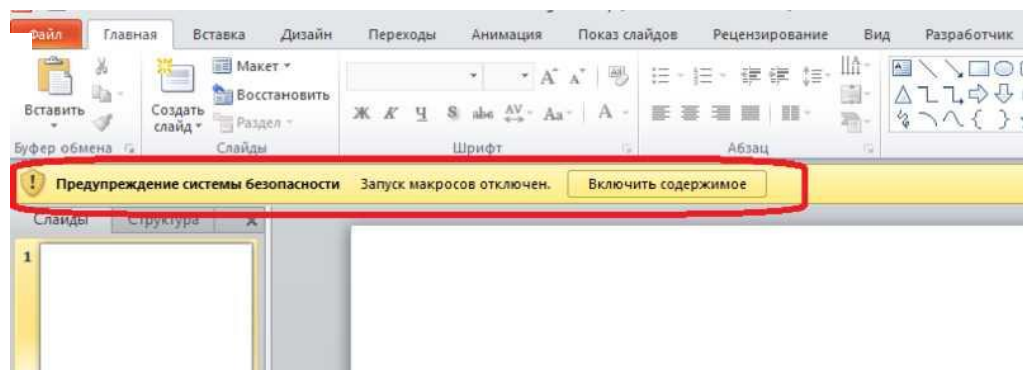 Файл Главная Вставка Дизайн Переходы Анимация Показ слайдов Рецензирование Вид Разработчик
Вставить
Создать слайд
Макет
Восстановить
Раздел
Ж К Ч S abc AV Aa A
Буфер обмена Слайды Шрифт Абзац
Предупреждение системы безопасности Запуск макросов отключен. Включить содержимое
Слайды Структура x
1